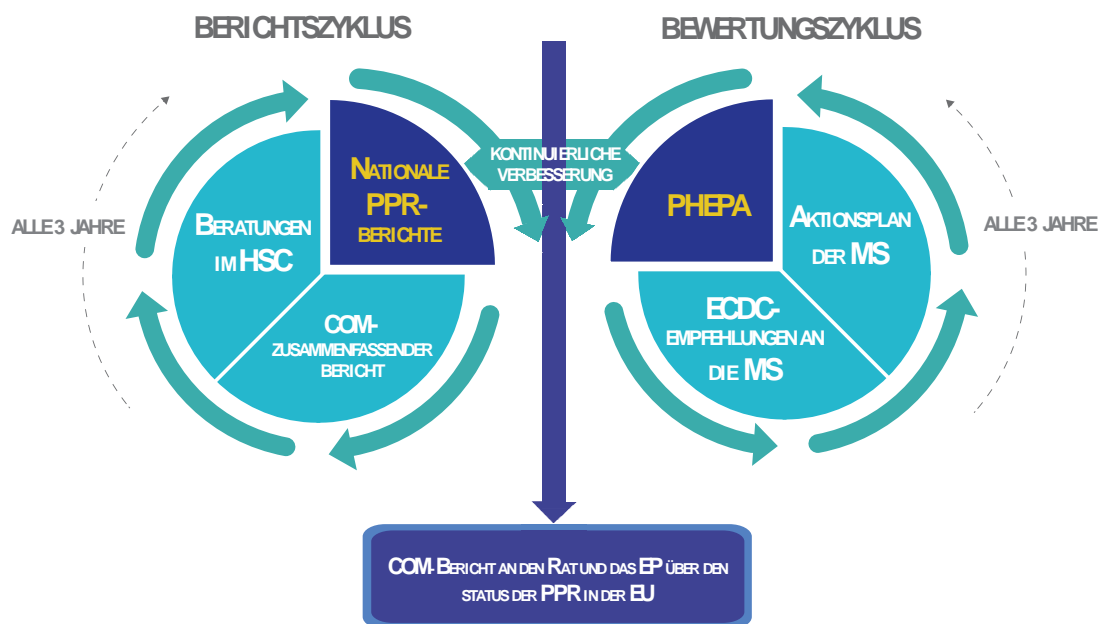 BERICHTSZYKLUS
BEWERTUNGSZYKLUS
NATIONALE
PPR-
BERICHTE
BERATUNGEN
IM HSC
COM-
ZUSAMMENFASSENDER
BERICHT
ALLE 3 JAHRE
KONTINUIERLICHE
VERBESSERUNG
PHEPA
AKTIONSPLAN
DER MS
ECDC-
EMPFEHLUNGEN AN
DIE MS
ALLE 3 JAHRE
COM-BERICHT AN DEN RAT UND DAS EP ÜBER DEN
STATUS DER PPR IN DER EU